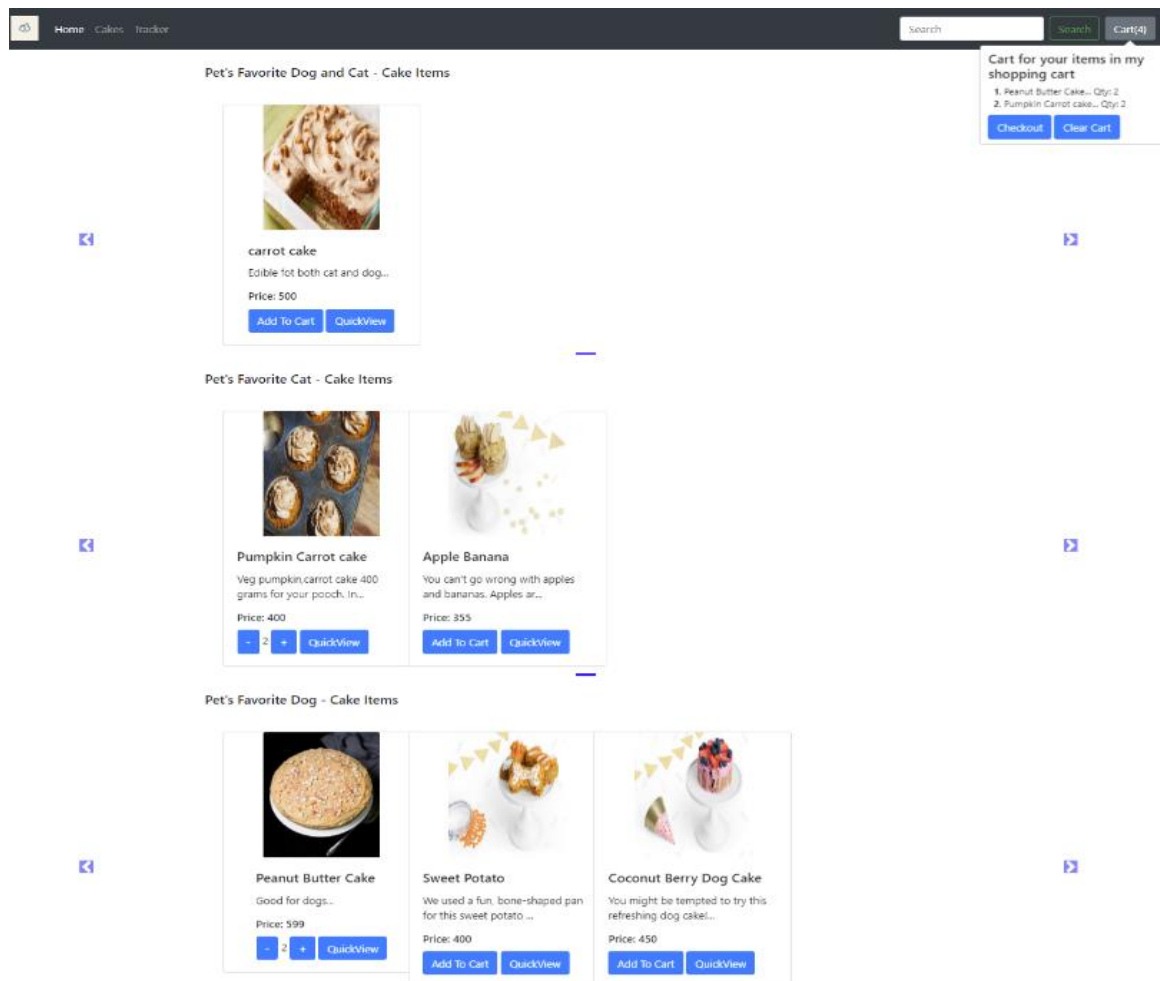 Home Cakes Tracker Search Search Cart(4)
Cart for your items in my
shopping cart
1. Peanut Butter Cake... Qty: 2
2. Pumpkin Carrot cake... Qty: 2
Checkout Clear Cart
Pet's Favorite Dog and Cat - Cake Items
carrot cake
Edible fot both cat and dog...
Price: 500
Add To Cart QuickView
Pet's Favorite Cat - Cake Items
Pumpkin Carrot cake
Veg pumpkin,carrot cake 400
grams for your pooch. In...
Price: 400
- 2 + QuickView
Apple Banana
You can't go wrong with apples
and bananas. Apples ar...
Price: 355
Add To Cart QuickView
Pet's Favorite Dog - Cake Items
Peanut Butter Cake
Good for dogs...
Price: 599
- 2 + QuickView
Sweet Potato
We used a fun, bone-shaped pan
for this sweet potato ...
Price: 400
Add To Cart QuickView
Coconut Berry Dog Cake
You might be tempted to try this
refreshing dog cake!...
Price: 450
Add To Cart QuickView